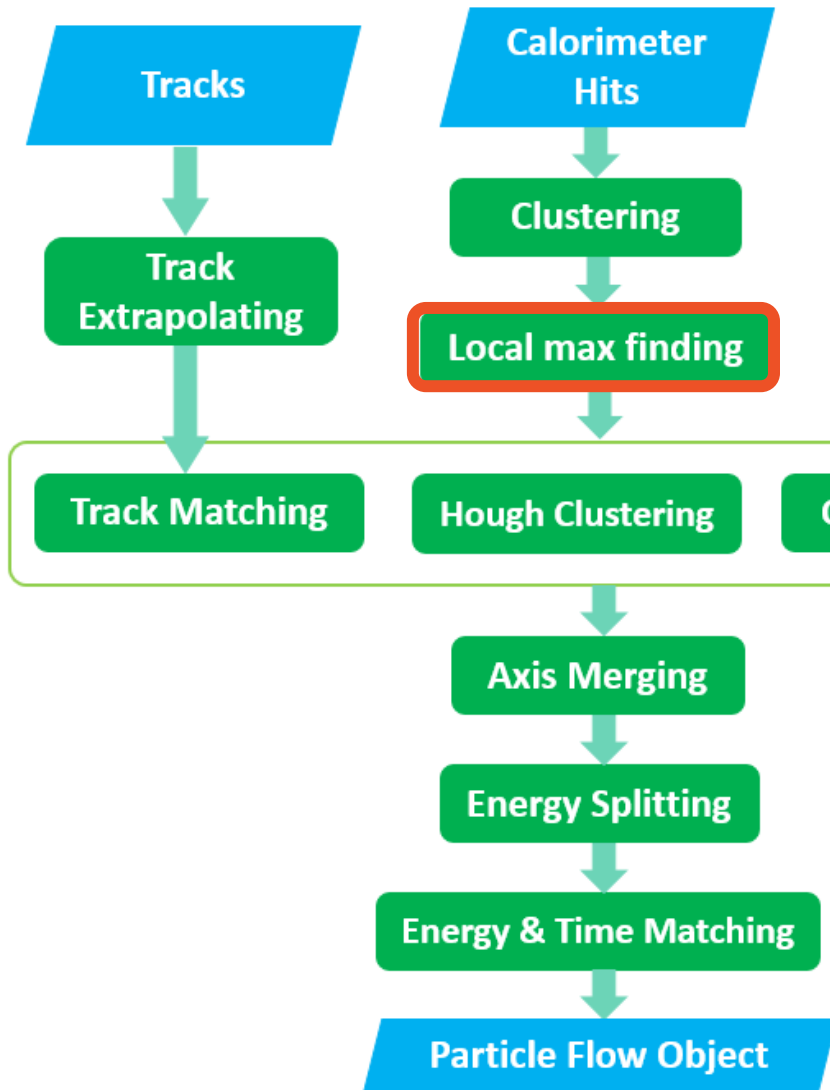 Tracks
Calorimeter
Hits
Clustering
Track
Extrapolating
Local max finding
Track Matching
Hough Clustering
Axis Merging
Energy Splitting
Energy & Time Matching
Particle Flow Object